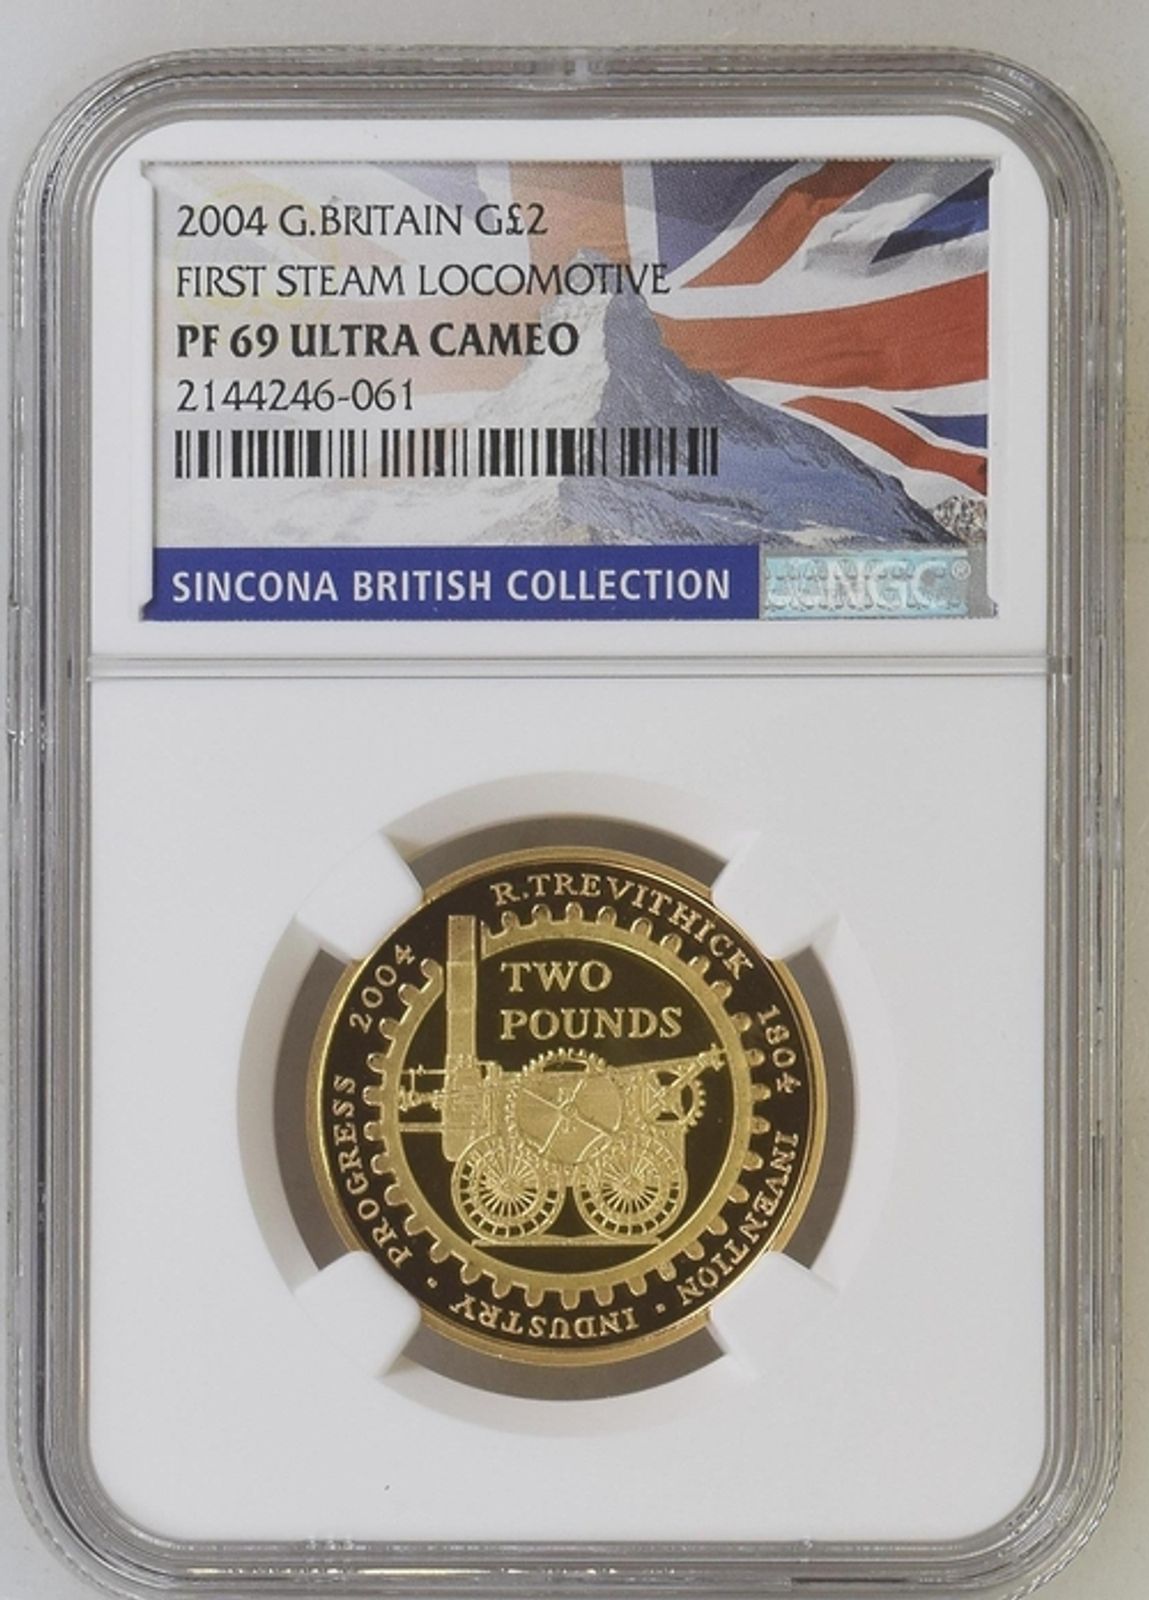 2004 G.BRITAIN G£2
FIRST STEAM LOCOMOTIVE
PF 69 ULTRA CAMEO
2144246-061
SINCONA BRITISH COLLECTION
NGC®
R.TREVITHICK 1804 INVENTION · INDUSTRY · PROGRESS 2004
TWO
POUNDS